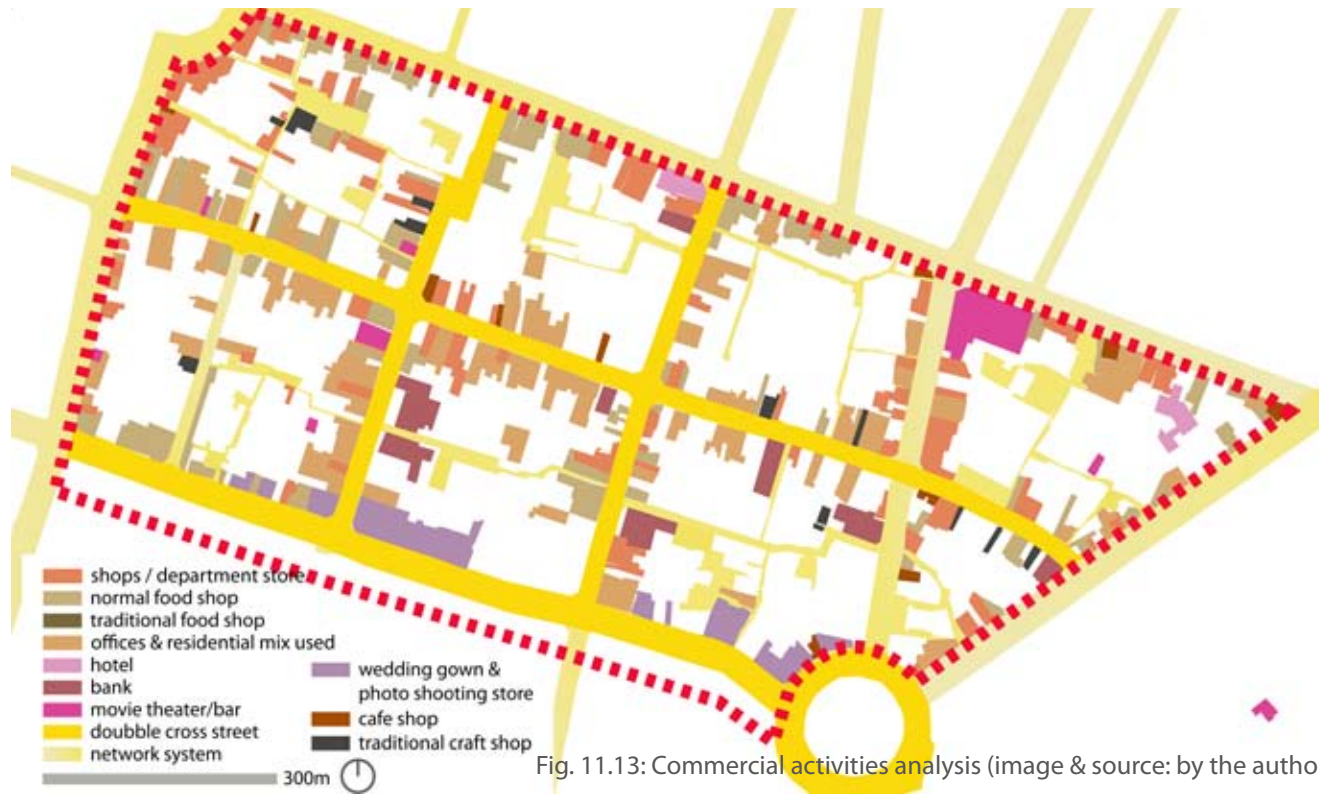 shops / department store
normal food shop
traditional food shop
offices & residential mix used
hotel
bank
movie theater/bar
doubble cross street
network system
300m
wedding gown &
photo shooting store
cafe shop
traditional craft shop
Fig. 11.13: Commercial activities analysis (image & source: by the autho